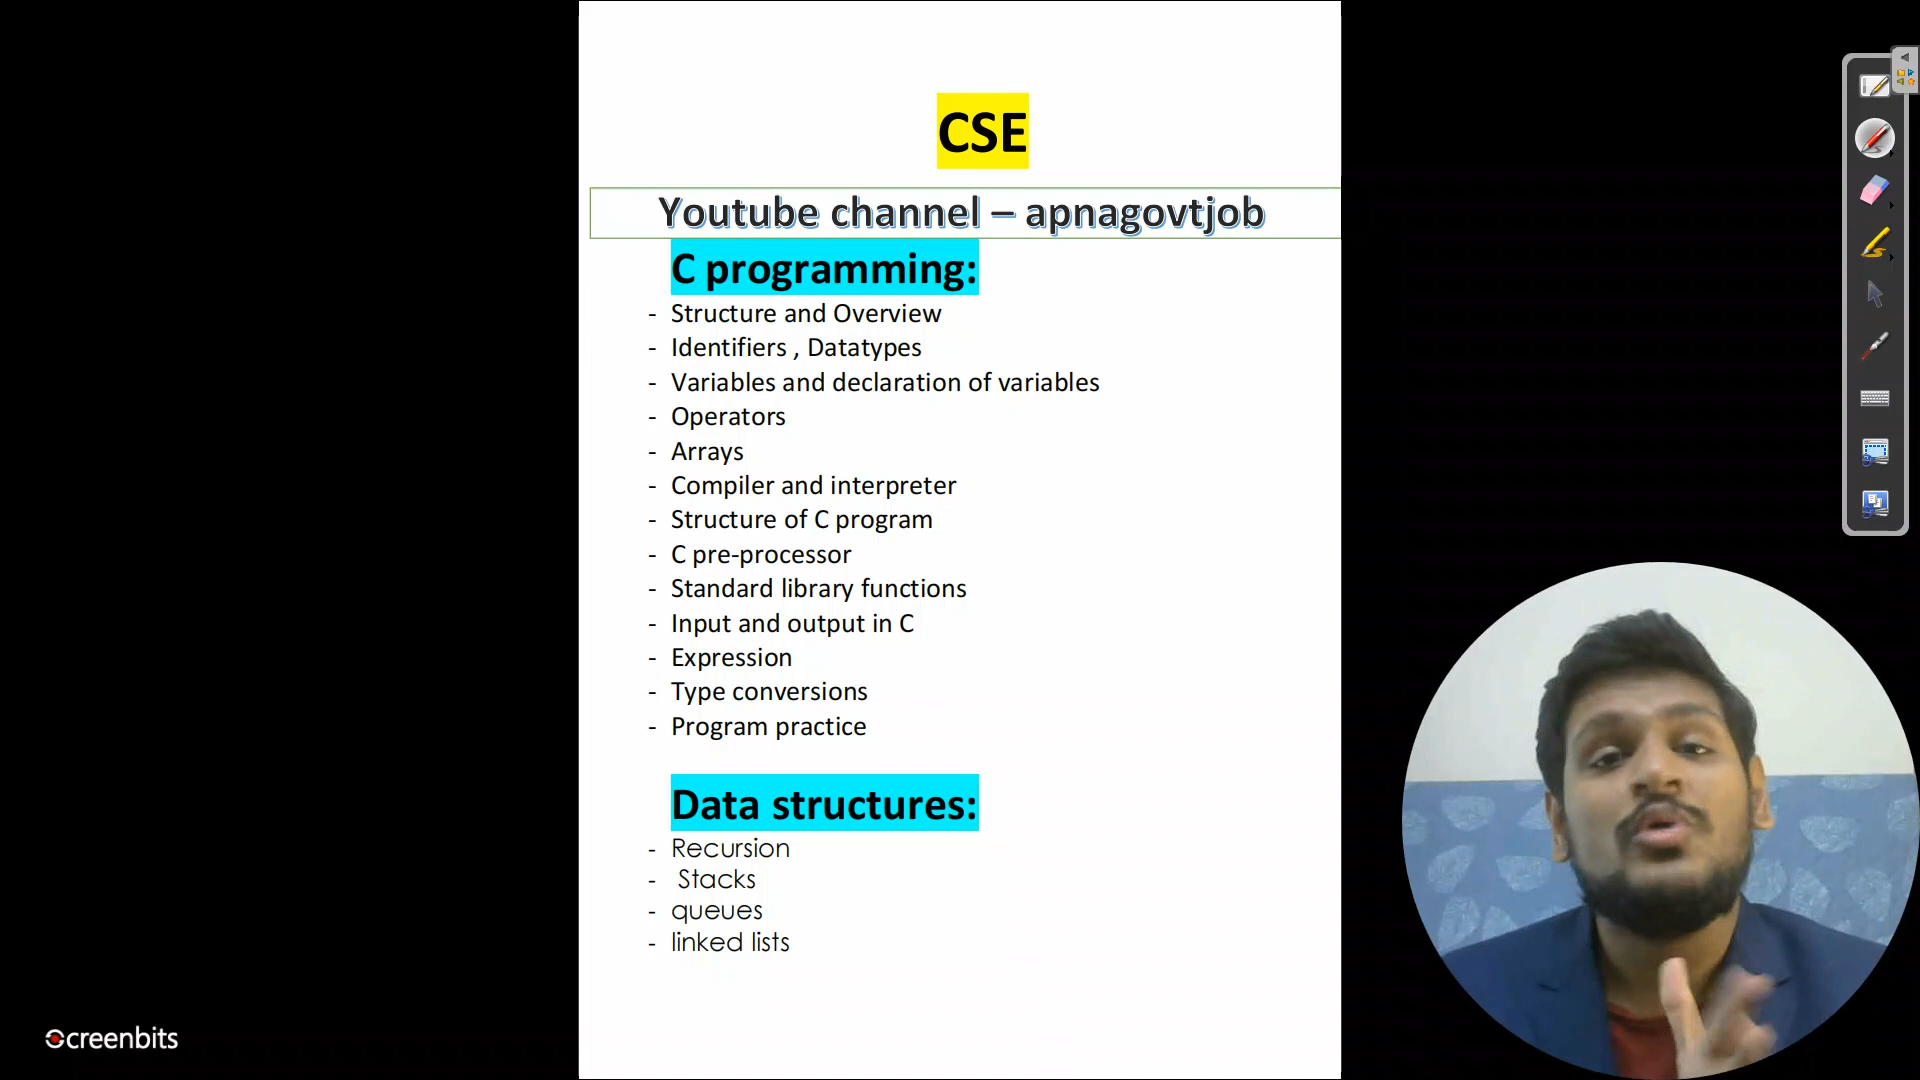 CSE
Youtube channel – apnagovtjob
C programming:
- Structure and Overview
- Identifiers , Datatypes
- Variables and declaration of variables
- Operators
- Arrays
- Compiler and interpreter
- Structure of C program
- C pre-processor
- Standard library functions
- Input and output in C
- Expression
- Type conversions
- Program practice
Data structures:
- Recursion
- Stacks
- queues
- linked lists
Screenbits